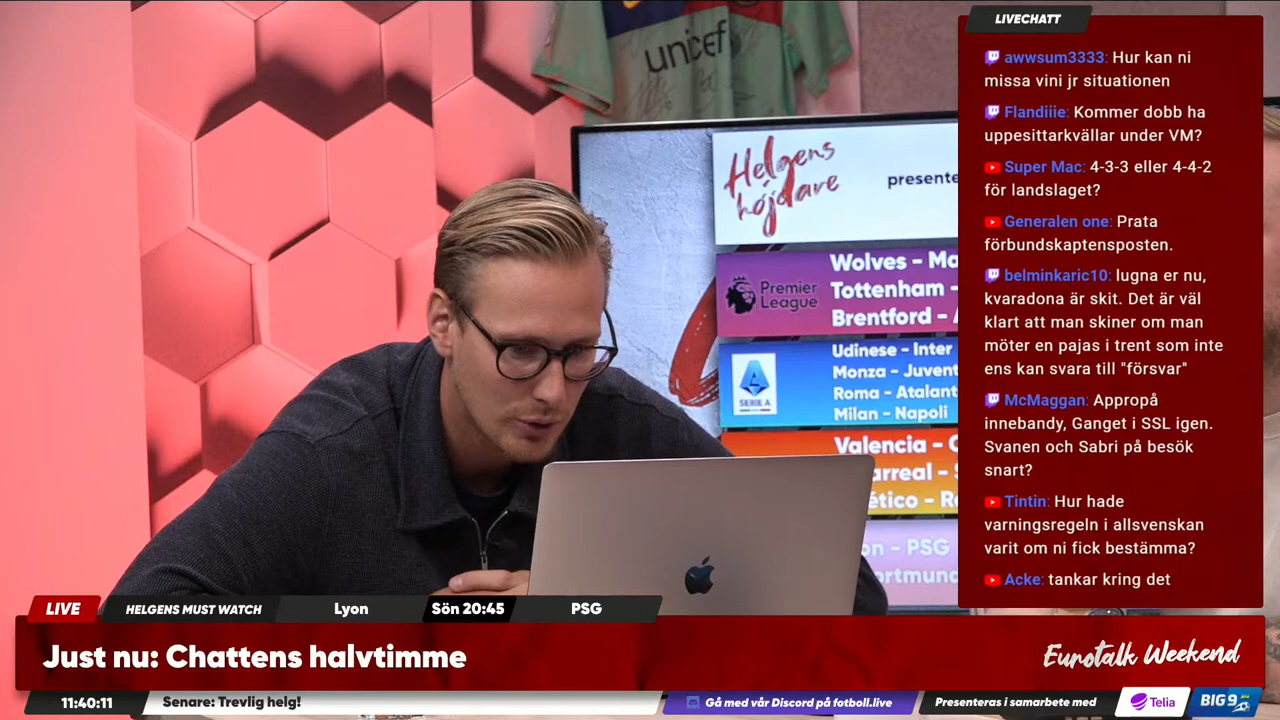 unicef
Helgens
höjdare
presente
Premier
League
Wolves - Ma
Tottenham -
Brentford -
SERIE A
Udinese - Inter
Monza - Juvent
Roma - Atalant
Milan - Napoli
Valencia -
arreal -
ético - R
on - PSG
ortmund
LIVECHATT
awwsum3333: Hur kan ni
missa vini jr situationen
Flandiiie: Kommer dobb ha
uppesittarkvällar under VM?
Super Mac: 4-3-3 eller 4-4-2
för landslaget?
Generalen one: Prata
förbundskaptensposten.
belminkaric10: lugna er nu,
kvaradona är skit. Det är väl
klart att man skiner om man
möter en pajas i trent som inte
ens kan svara till "försvar"
McMaggan: Appropå
innebandy, Ganget i SSL igen.
Svanen och Sabri på besök
snart?
Tintin: Hur hade
varningsregeln i allsvenskan
varit om ni fick bestämma?
Acke: tankar kring det
LIVE
HELGENS MUST WATCH
Lyon
Sön 20:45
PSG
Just nu: Chattens halvtimme
Eurotalk Weekend
11:40:11
Senare: Trevlig helg!
Gå med vår Discord på fotboll.live
Presenteras i samarbete med
Telia
BIG9